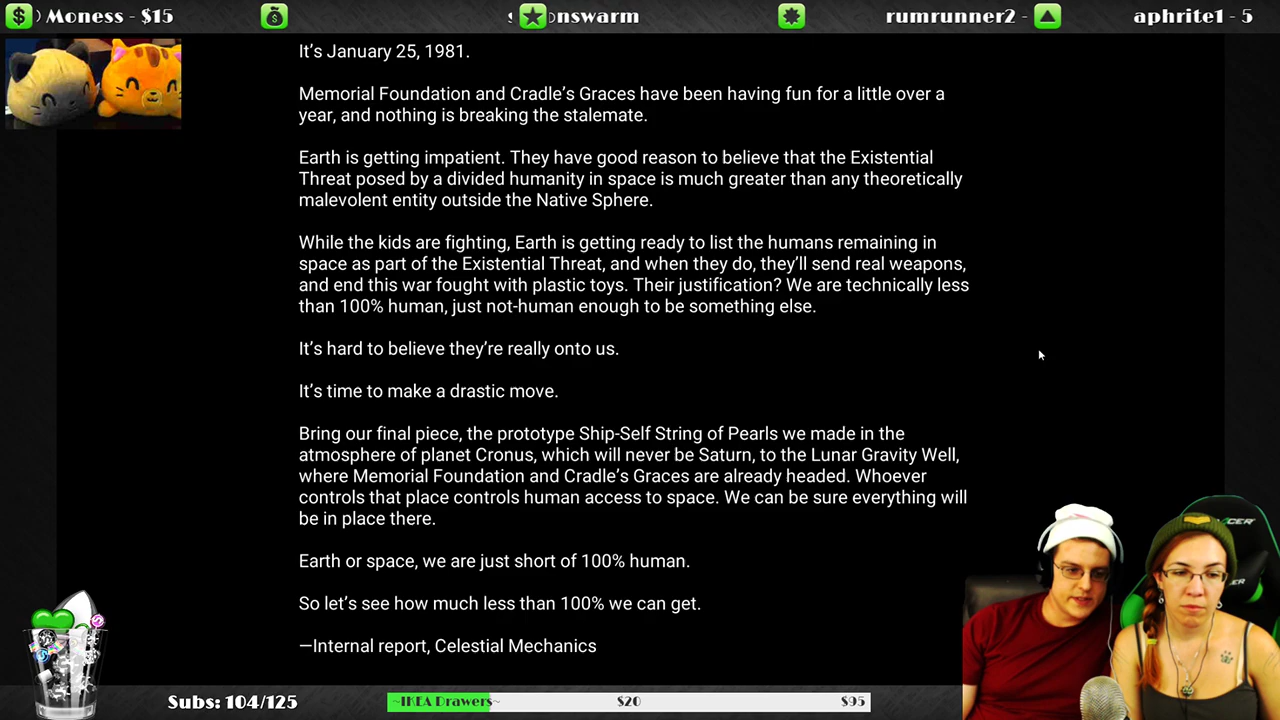 ) Moness - $15
onswarm
rumrunner2 -
aphrite1 - 5
It's January 25, 1981.
Memorial Foundation and Cradle's Graces have been having fun for a little over a
year, and nothing is breaking the stalemate.
Earth is getting impatient. They have good reason to believe that the Existential
Threat posed by a divided humanity in space is much greater than any theoretically
malevolent entity outside the Native Sphere.
While the kids are fighting, Earth is getting ready to list the humans remaining in
space as part of the Existential Threat, and when they do, they'll send real weapons,
and end this war fought with plastic toys. Their justification? We are technically less
than 100% human, just not-human enough to be something else.
It's hard to believe they're really onto us.
It's time to make a drastic move.
Bring our final piece, the prototype Ship-Self String of Pearls we made in the
atmosphere of planet Cronus, which will never be Saturn, to the Lunar Gravity Well,
where Memorial Foundation and Cradle's Graces are already headed. Whoever
controls that place controls human access to space. We can be sure everything will
be in place there.
Earth or space, we are just short of 100% human.
So let's see how much less than 100% we can get.
—Internal report, Celestial Mechanics
Subs: 104/125
~IKEA Drawers~
$20
$95